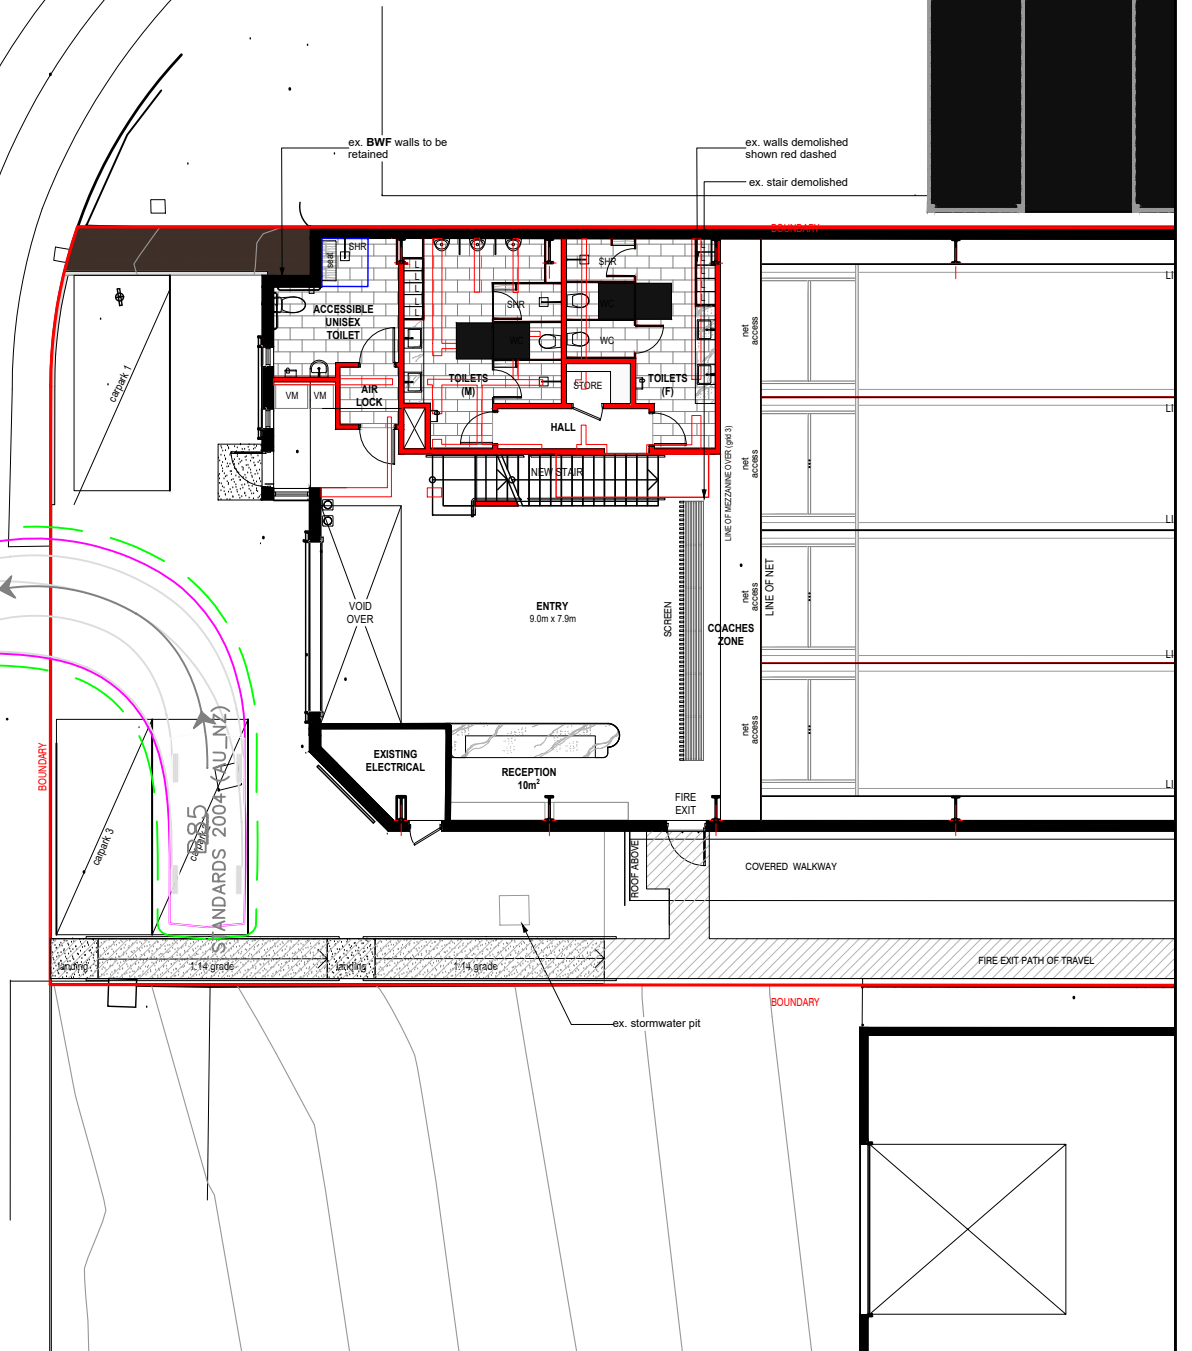 ex. BWF walls to be
retained
ex. walls demolished
shown red dashed
ex. stair demolished
BOUNDARY
SHR
seat
ACCESSIBLE
UNISEX
TOILET
L
L
L
L
SHR
WC
TOILETS
(M)
SHR
WC
WC
STORE
TOILETS
(F)
L
L
L
L
AIR
LOCK
VM
VM
HALL
NEW STAIR
carpark 1
LINE OF MEZZANINE OVER (grid 3)
net
access
net
access
net
access
net
access
LINE OF NET
LI
LI
LI
LI
LI
VOID
OVER
ENTRY
9.0m x 7.9m
SCREEN
COACHES
ZONE
EXISTING
ELECTRICAL
RECEPTION
10m²
FIRE
EXIT
BOUNDARY
carpark 3
B85
STANDARDS 2004 (AU_NZ)
ROOF ABOVE
COVERED WALKWAY
landing
1:14 grade
landing
1:14 grade
FIRE EXIT PATH OF TRAVEL
BOUNDARY
ex. stormwater pit